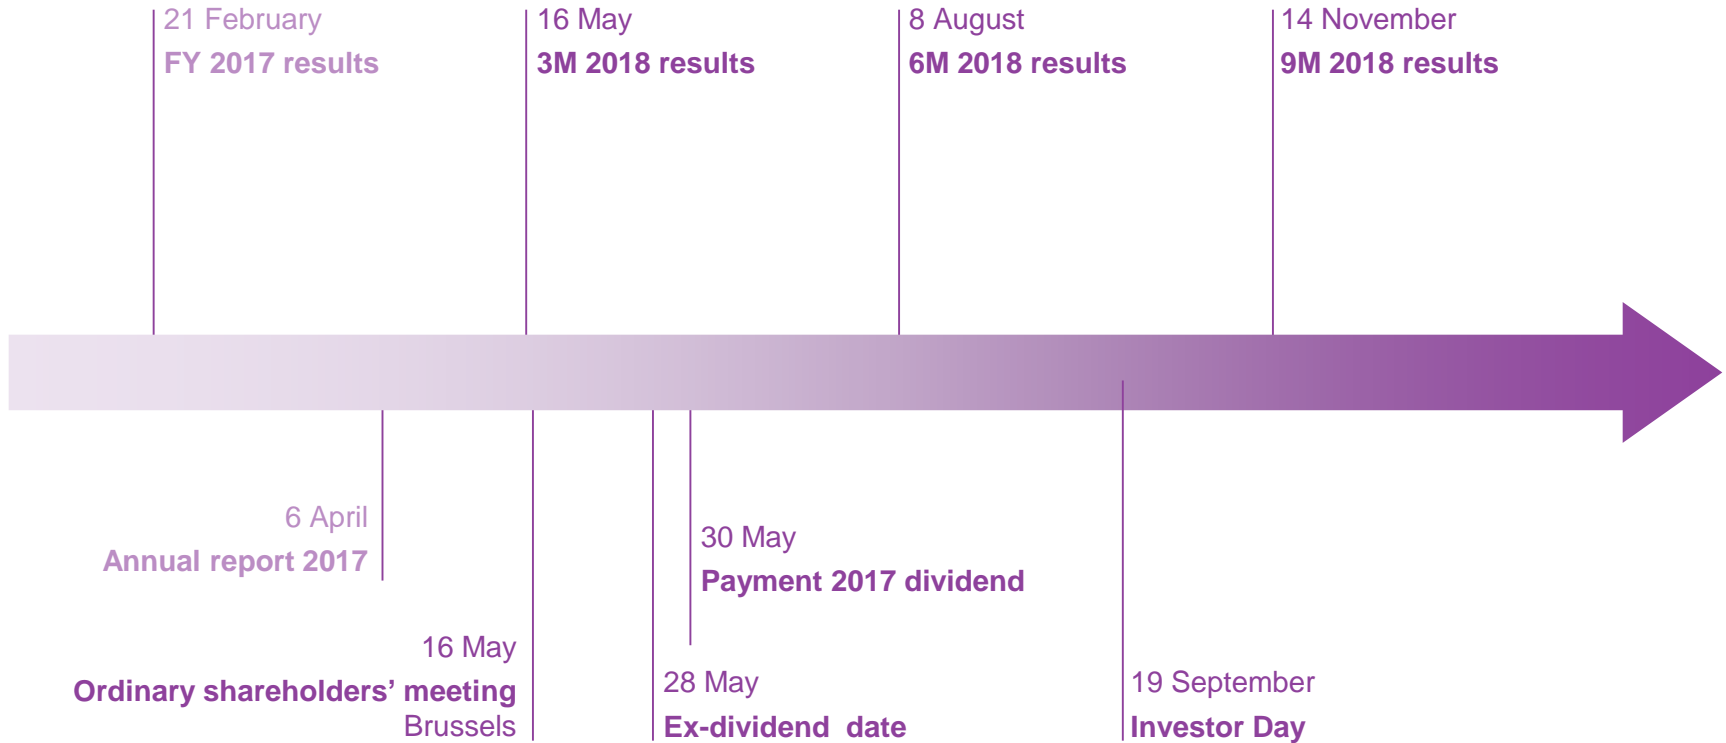 21 February
FY 2017 results
16 May
3M 2018 results
8 August
6M 2018 results
14 November
9M 2018 results
6 April
Annual report 2017
30 May
Payment 2017 dividend
16 May
Ordinary shareholders’ meeting
Brussels
28 May
Ex-dividend date
19 September
Investor Day